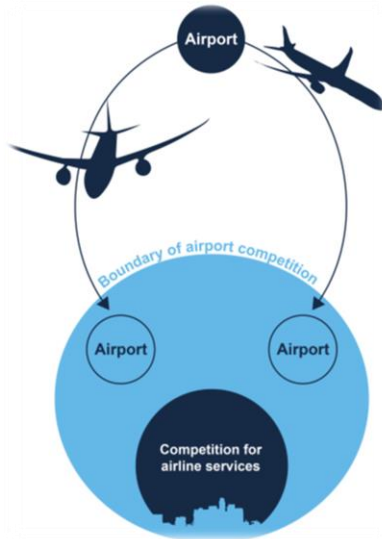 Airport
Boundary of airport competition
Airport
Airport
Competition for
airline services